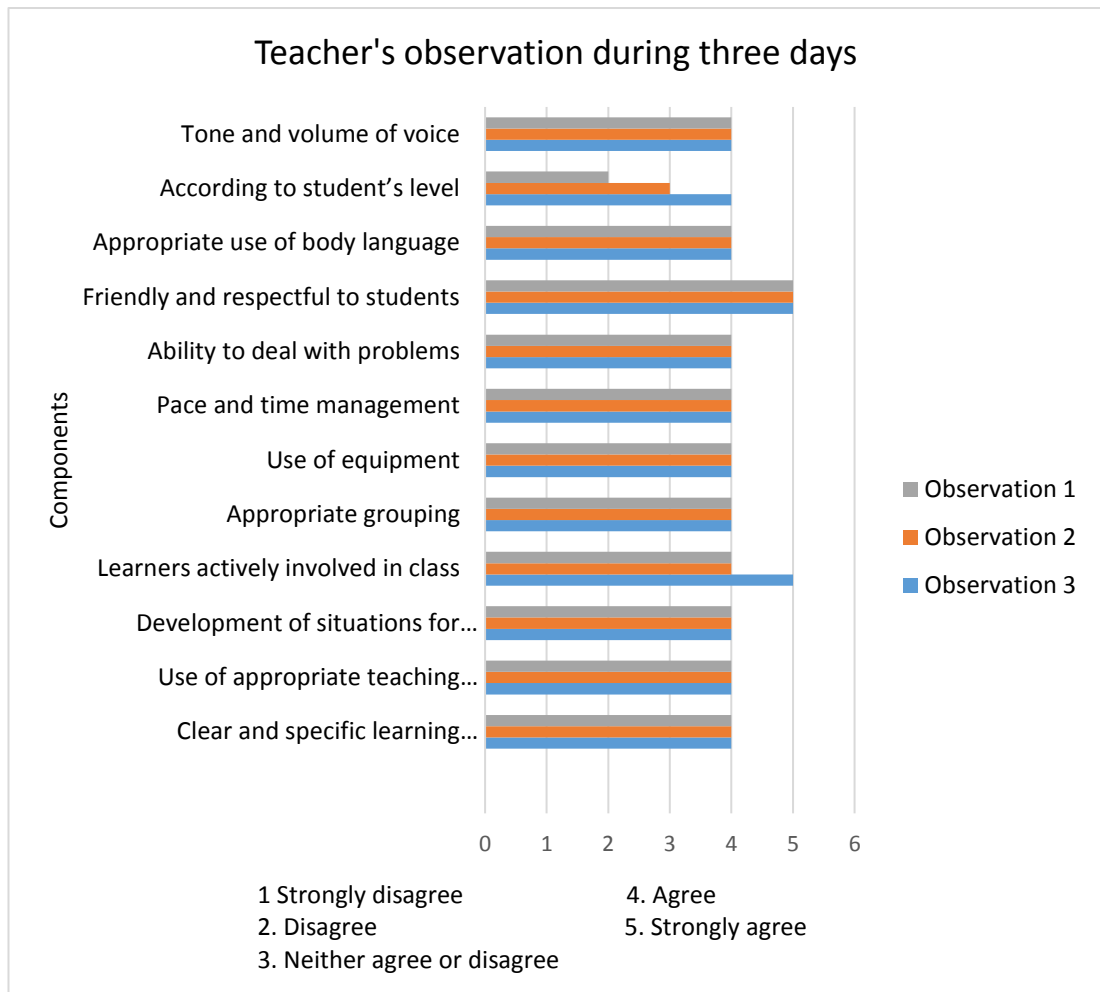 Teacher's observation during three days
Tone and volume of voice
According to student’s level
Appropriate use of body language
Friendly and respectful to students
Ability to deal with problems
Pace and time management
Use of equipment
Appropriate grouping
Learners actively involved in class
Development of situations for…
Use of appropriate teaching…
Clear and specific learning…
Components
Observation 1
Observation 2
Observation 3
0 1 2 3 4 5 6
1 Strongly disagree 4. Agree
2. Disagree 5. Strongly agree
3. Neither agree or disagree